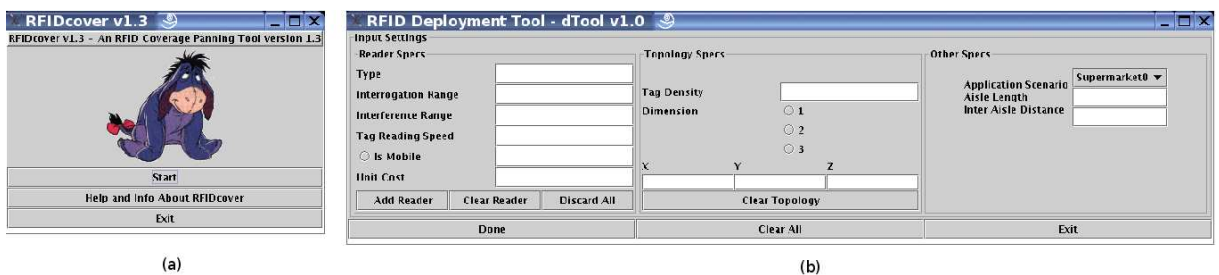 RFIDcover v1.3
RFIDcover v1.3 - An RFID Coverage Panning Tool version 1.3
Start
Help and Info About RFIDcover
Exit
(a)
RFID Deployment Tool - dTool v1.0
Input Settings
Reader Specs
Type
Interrogation Range
Interference Range
Tag Reading Speed
Is Mobile
Unit Cost
Add Reader Clear Reader Discard All
Topology Specs
Tag Density
Dimension
1
2
3
X Y Z
Clear Topology
Other Specs
Application Scenario Supermarket0
Aisle Length
Inter Aisle Distance
Done Clear All Exit
(b)